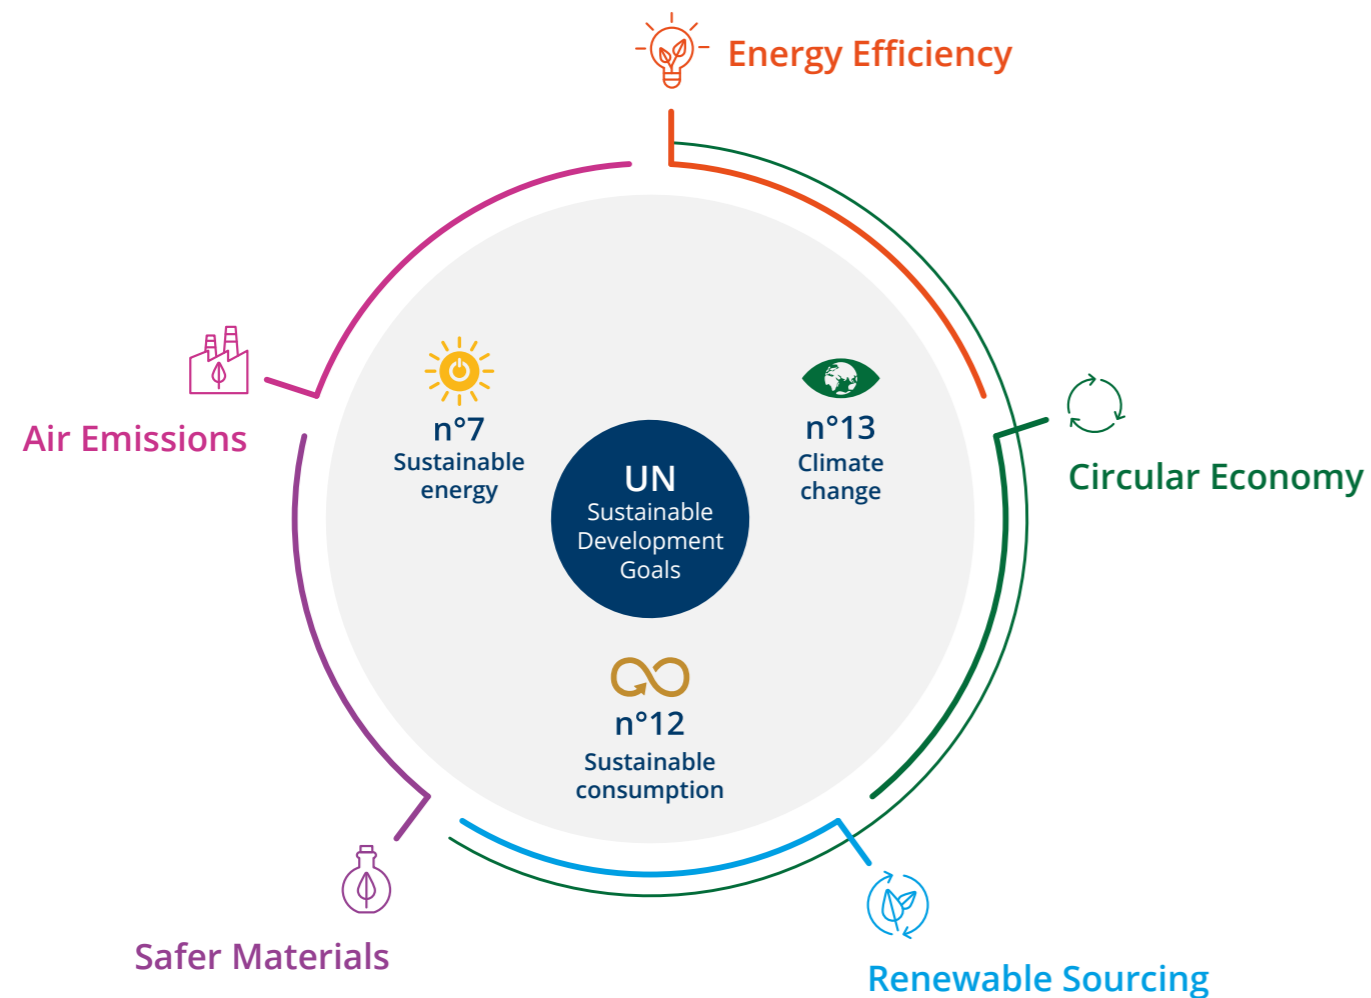 Energy Efficiency
Air Emissions
Circular Economy
n°7
Sustainable
energy
n°13
Climate
change
UN
Sustainable
Development
Goals
n°12
Sustainable
consumption
Safer Materials
Renewable Sourcing